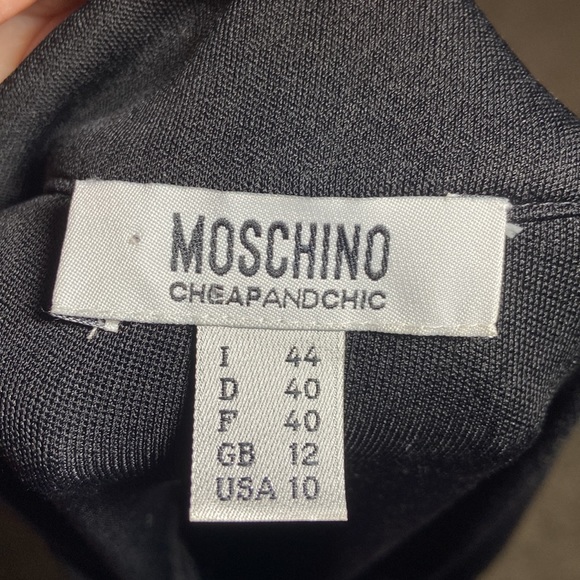 MOSCHINO
CHEAPANDCHIC
I 44
D 40
F 40
GB 12
USA 10